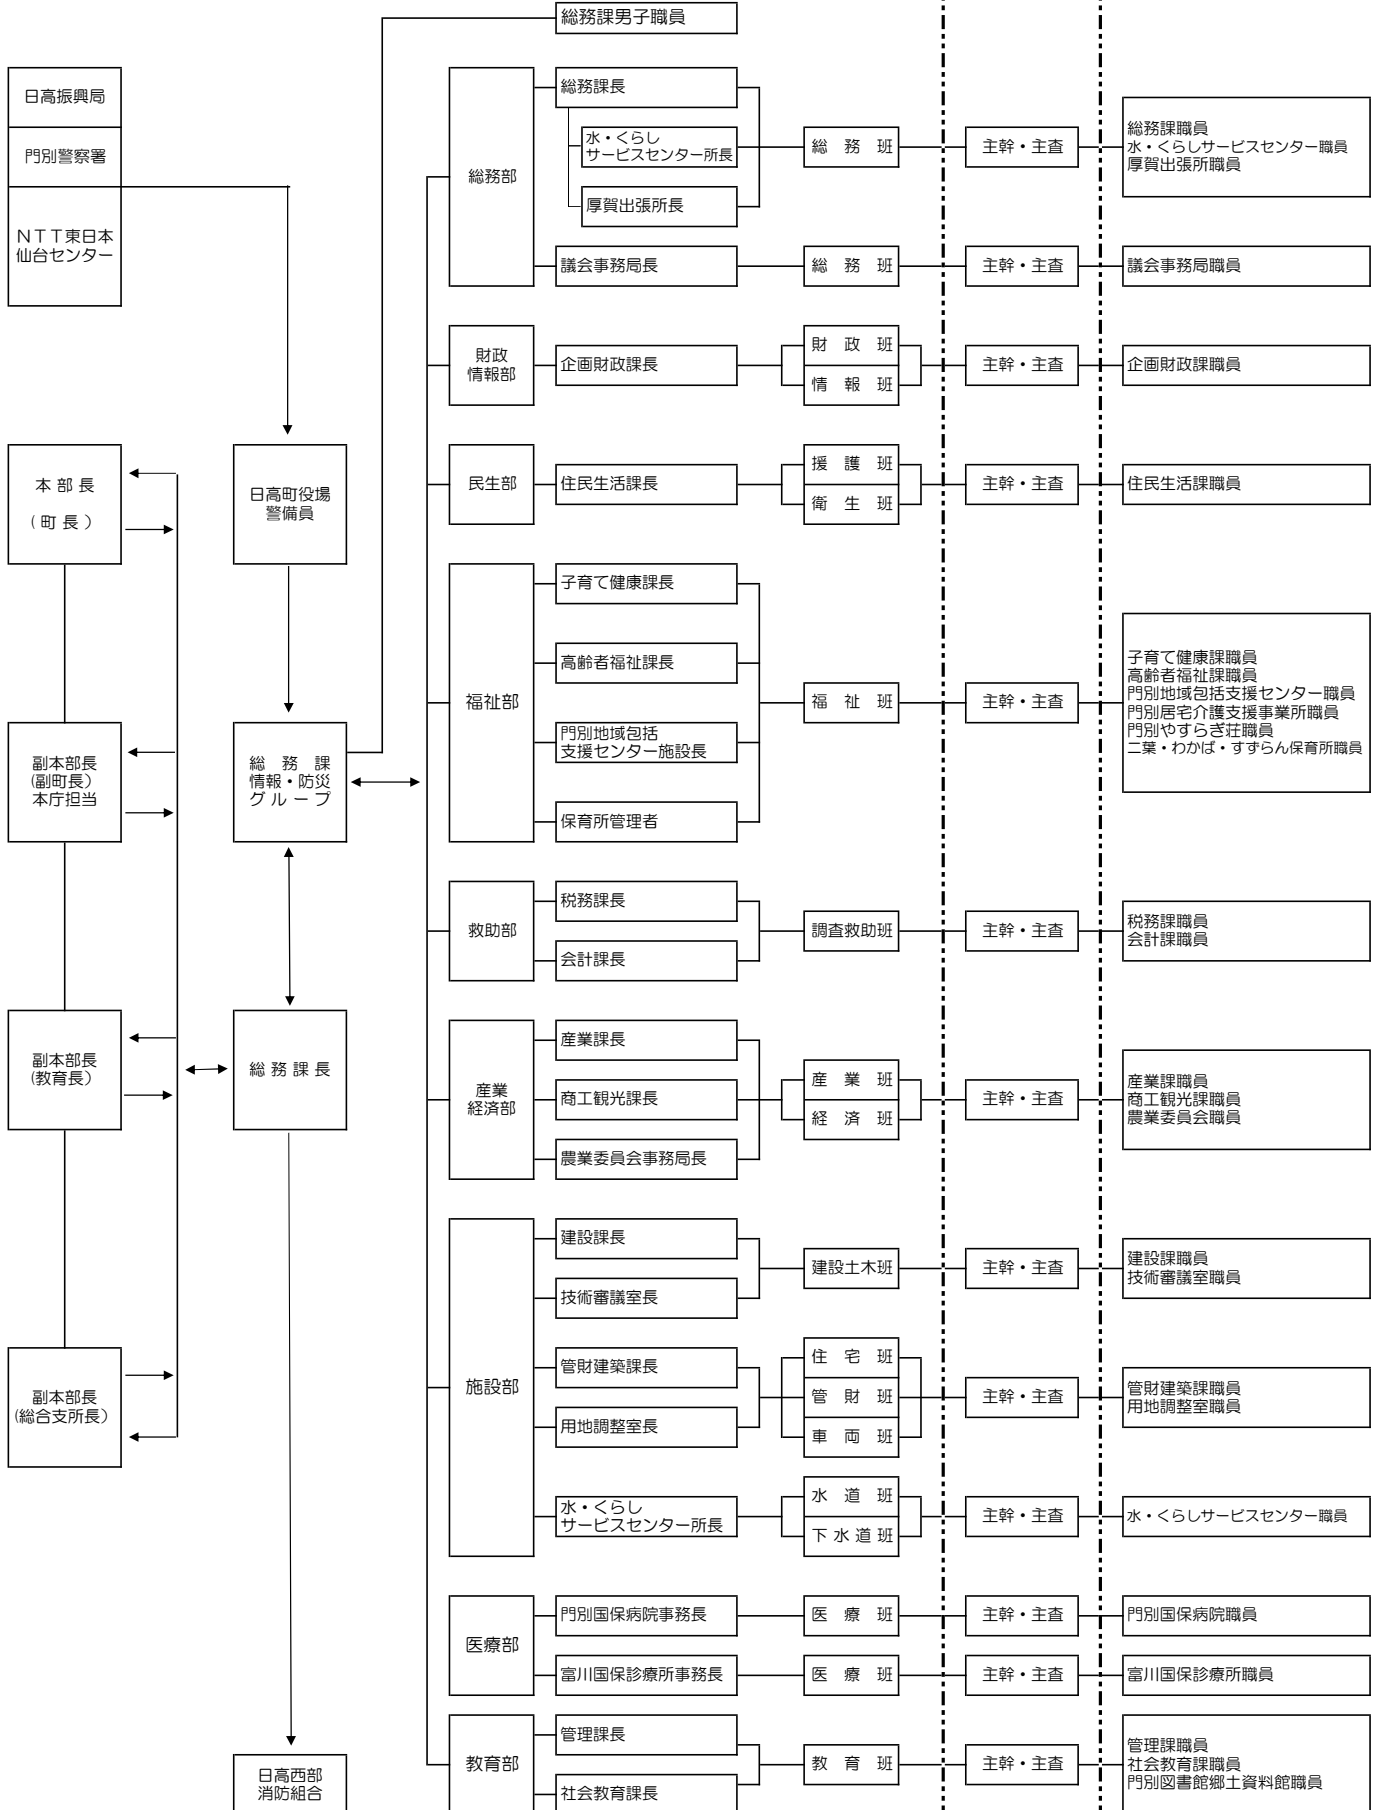 総務課男子職員
日高振興局
門別警察署
ＮＴＴ東日本
仙台センター
本 部 長
（ 町 長 ）
副本部長
(副町長）
本庁担当
副本部長
(教育長）
副本部長
(総合支所長）
日高町役場
警備員
総　務　課
情報・防災
グ ル ー プ
総 務 課 長
日高西部
消防組合
総務部
総務課長
水・くらし
サービスセンター所長
厚賀出張所長
総　務　班
主幹・主査
総務課職員
水・くらしサービスセンター職員
厚賀出張所職員
議会事務局長
総　務　班
主幹・主査
議会事務局職員
財政
情報部
企画財政課長
財　政　班
情　報　班
主幹・主査
企画財政課職員
民生部
住民生活課長
援　護　班
衛　生　班
主幹・主査
住民生活課職員
福祉部
子育て健康課長
高齢者福祉課長
門別地域包括
支援センター施設長
保育所管理者
福　祉　班
主幹・主査
子育て健康課職員
高齢者福祉課職員
門別地域包括支援センター職員
門別居宅介護支援事業所職員
門別やすらぎ荘職員
二葉・わかば・すずらん保育所職員
救助部
税務課長
会計課長
調査救助班
主幹・主査
税務課職員
会計課職員
産業
経済部
産業課長
商工観光課長
農業委員会事務局長
産　業　班
経　済　班
主幹・主査
産業課職員
商工観光課職員
農業委員会職員
施設部
建設課長
技術審議室長
建設土木班
主幹・主査
建設課職員
技術審議室職員
管財建築課長
用地調整室長
住　宅　班
管　財　班
車　両　班
主幹・主査
管財建築課職員
用地調整室職員
水・くらし
サービスセンター所長
水　道　班
下 水 道 班
主幹・主査
水・くらしサービスセンター職員
医療部
門別国保病院事務長
医　療　班
主幹・主査
門別国保病院職員
富川国保診療所事務長
医　療　班
主幹・主査
富川国保診療所職員
教育部
管理課長
社会教育課長
教　育　班
主幹・主査
管理課職員
社会教育課職員
門別図書館郷土資料館職員